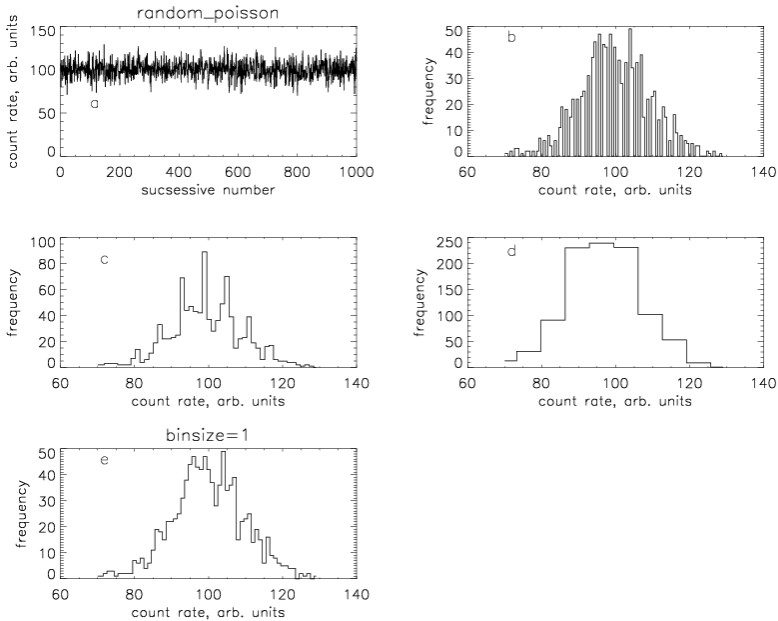 random_poisson
150
100
50
0
count rate, arb. units
a
0 200 400 600 800 1000
sucsessive number
50
40
30
20
10
0
frequency
b
60 80 100 120 140
count rate, arb. units
100
80
60
40
20
0
frequency
c
60 80 100 120 140
count rate, arb. units
250
200
150
100
50
0
frequency
d
60 80 100 120 140
count rate, arb. units
binsize=1
50
40
30
20
10
0
frequency
e
60 80 100 120 140
count rate, arb. units